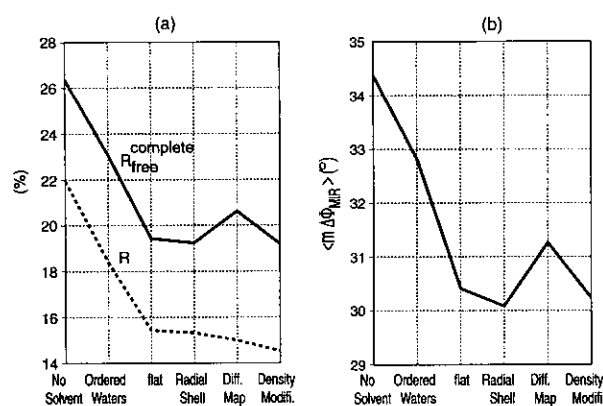 (a)
28
26
24
22
20
18
16
14
(%)
R complete free
R
No Solvent
Ordered Waters
flat
Radial Shell
Diff. Map
Density Modifi.
(b)
35
34
33
32
31
30
29
<m ΔΦMIR > (°)
No Solvent
Ordered Waters
flat
Radial Shell
Diff. Map
Density Modifi